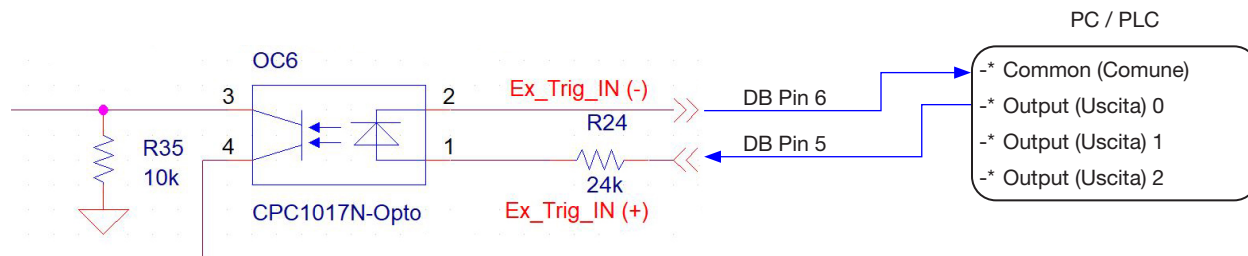 PC / PLC
OC6
-* Common (Comune)
3
2
Ex_Trig_IN (-)
DB Pin 6
-* Output (Uscita) 0
R24
R35
10k
4
1
DB Pin 5
-* Output (Uscita) 1
24k
-* Output (Uscita) 2
CPC1017N-Opto
Ex_Trig_IN (+)